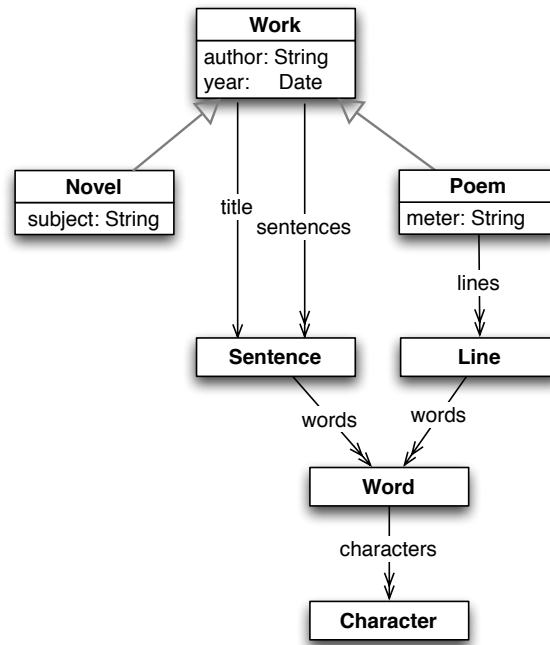 Work
author: String
year: Date
Novel
subject: String
Poem
meter: String
title
sentences
lines
Sentence
Line
words
words
Word
characters
Character